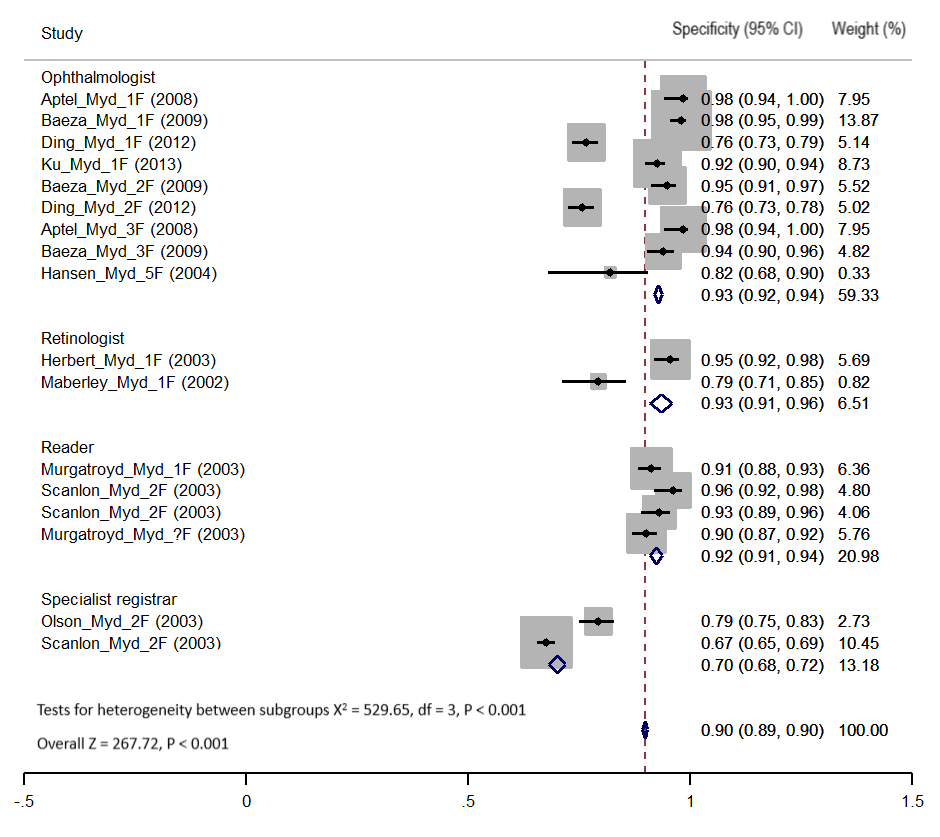 Study Specificity (95% CI) Weight (%)
Ophthalmologist
Aptel_Myd_1F (2008) 0.98 (0.94, 1.00) 7.95
Baeza_Myd_1F (2009) 0.98 (0.95, 0.99) 13.87
Ding_Myd_1F (2012) 0.76 (0.73, 0.79) 5.14
Ku_Myd_1F (2013) 0.92 (0.90, 0.94) 8.73
Baeza_Myd_2F (2009) 0.95 (0.91, 0.97) 5.52
Ding_Myd_2F (2012) 0.76 (0.73, 0.78) 5.02
Aptel_Myd_3F (2008) 0.98 (0.94, 1.00) 7.95
Baeza_Myd_3F (2009) 0.94 (0.90, 0.96) 4.82
Hansen_Myd_5F (2004) 0.82 (0.68, 0.90) 0.33
0.93 (0.92, 0.94) 59.33
Retinologist
Herbert_Myd_1F (2003) 0.95 (0.92, 0.98) 5.69
Maberley_Myd_1F (2002) 0.79 (0.71, 0.85) 0.82
0.93 (0.91, 0.96) 6.51
Reader
Murgatroyd_Myd_1F (2003) 0.91 (0.88, 0.93) 6.36
Scanlon_Myd_2F (2003) 0.96 (0.92, 0.98) 4.80
Scanlon_Myd_2F (2003) 0.93 (0.89, 0.96) 4.06
Murgatroyd_Myd_?F (2003) 0.90 (0.87, 0.92) 5.76
0.92 (0.91, 0.94) 20.98
Specialist registrar
Olson_Myd_2F (2003) 0.79 (0.75, 0.83) 2.73
Scanlon_Myd_2F (2003) 0.67 (0.65, 0.69) 10.45
0.70 (0.68, 0.72) 13.18
Tests for heterogeneity between subgroups X² = 529.65, df = 3, P < 0.001
0.90 (0.89, 0.90) 100.00
Overall Z = 267.72, P < 0.001
-.5 0 .5 1 1.5